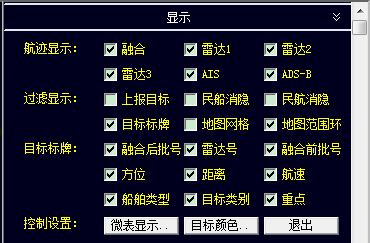 显示
航迹显示： 融合 雷达1 雷达2
雷达3 AIS ADS-B
过滤显示： 上报目标 民船消隐 民航消隐
目标标牌 地图网格 地图范围环
目标标牌： 融合后批号 雷达号 融合前批号
方位 距离 航速
船舶类型 目标类别 重点
控制设置： 微表显示.. 目标颜色.. 退出